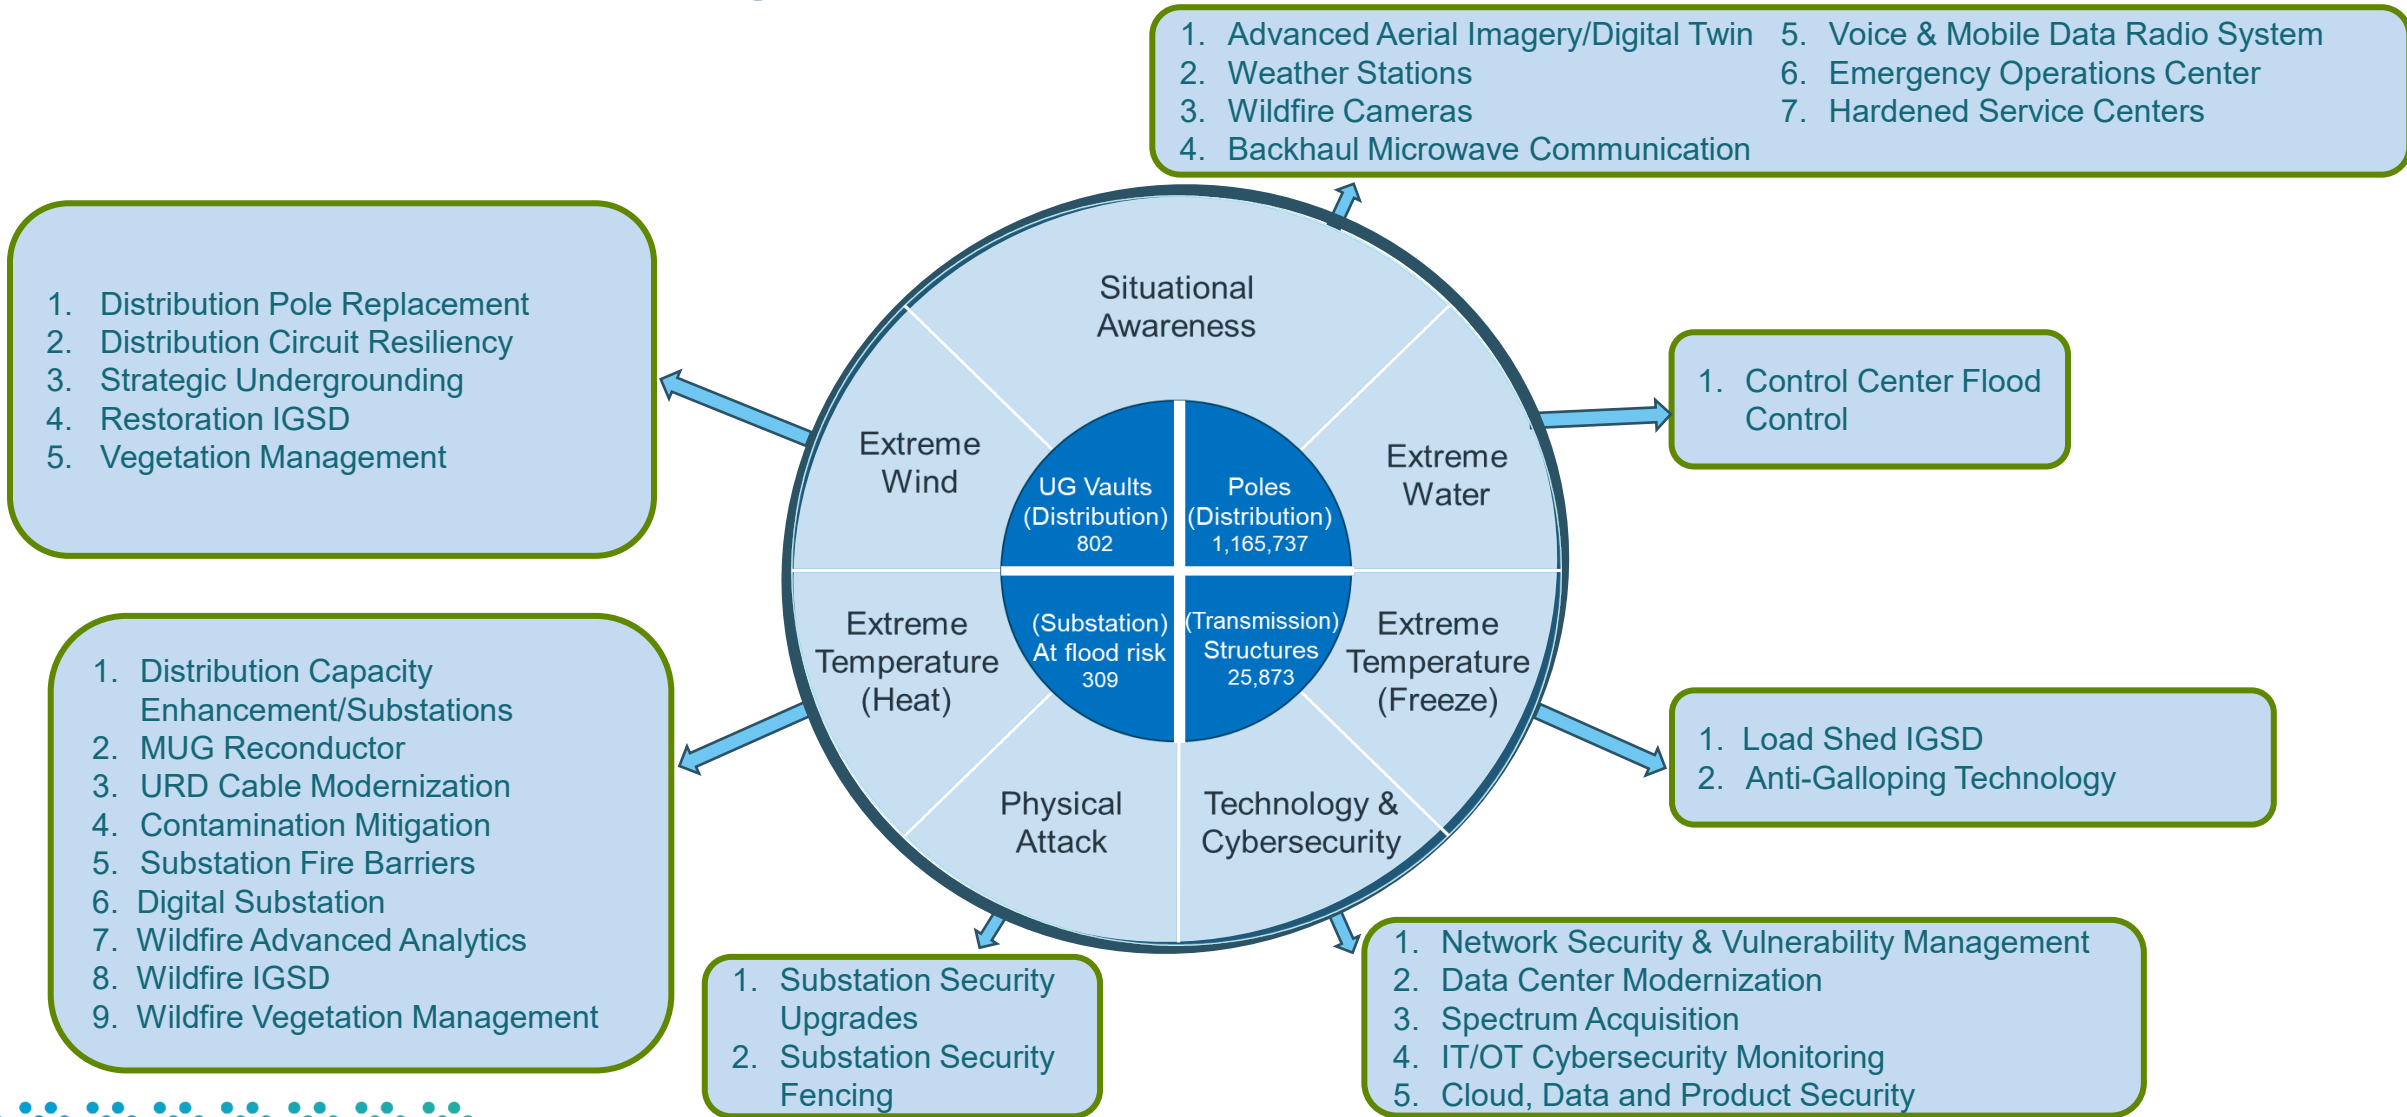 1. Advanced Aerial Imagery/Digital Twin
2. Weather Stations
3. Wildfire Cameras
4. Backhaul Microwave Communication
5. Voice & Mobile Data Radio System
6. Emergency Operations Center
7. Hardened Service Centers
1. Distribution Pole Replacement
2. Distribution Circuit Resiliency
3. Strategic Undergrounding
4. Restoration IGSD
5. Vegetation Management
Situational
Awareness
Extreme
Wind
Extreme
Water
1. Control Center Flood
Control
UG Vaults
(Distribution)
802
Poles
(Distribution)
1,165,737
(Substation)
At flood risk
309
(Transmission)
Structures
25,873
Extreme
Temperature
(Heat)
Extreme
Temperature
(Freeze)
Physical
Attack
Technology &
Cybersecurity
1. Distribution Capacity
Enhancement/Substations
2. MUG Reconductor
3. URD Cable Modernization
4. Contamination Mitigation
5. Substation Fire Barriers
6. Digital Substation
7. Wildfire Advanced Analytics
8. Wildfire IGSD
9. Wildfire Vegetation Management
1. Load Shed IGSD
2. Anti-Galloping Technology
1. Substation Security
Upgrades
2. Substation Security
Fencing
1. Network Security & Vulnerability Management
2. Data Center Modernization
3. Spectrum Acquisition
4. IT/OT Cybersecurity Monitoring
5. Cloud, Data and Product Security